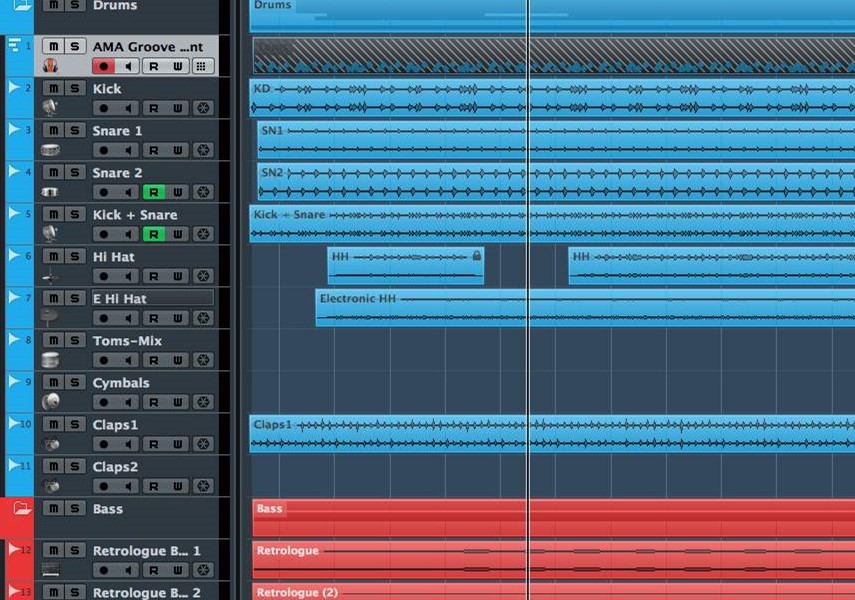 Drums
Drums
1
M S
AMA Groove ...nt
R W
2
M S
Kick
KD
R W
3
M S
Snare 1
SN1
R W
4
M S
Snare 2
SN2
R W
5
M S
Kick + Snare
Kick + Snare
R W
6
M S
Hi Hat
HH
HH
R W
7
M S
E Hi Hat
Electronic HH
R W
8
M S
Toms-Mix
R W
9
M S
Cymbals
R W
10
M S
Claps1
Claps1
R W
11
M S
Claps2
R W
M S
Bass
Bass
12
M S
Retrologue B... 1
Retrologue
R W
13
M S
Retrologue B... 2
Retrologue (2)